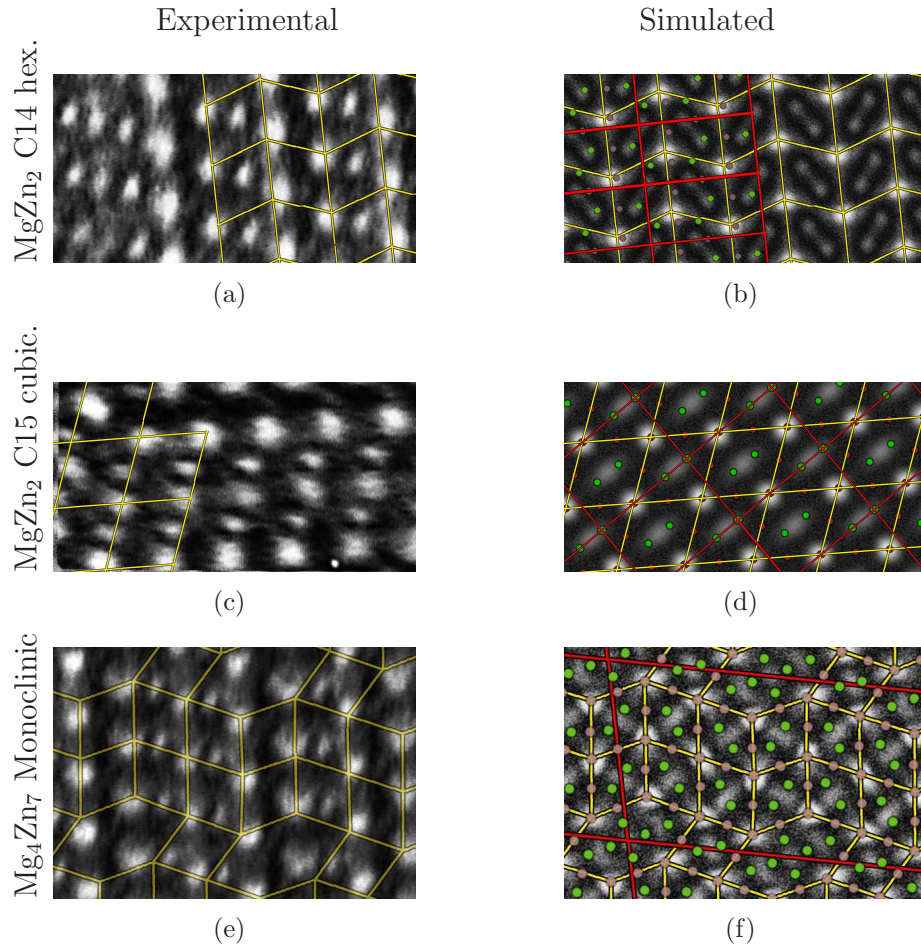 Experimental
Simulated
MgZn₂ C14 hex.
(a)
(b)
MgZn₂ C15 cubic.
(c)
(d)
Mg₄Zn₇ Monoclinic
(e)
(f)